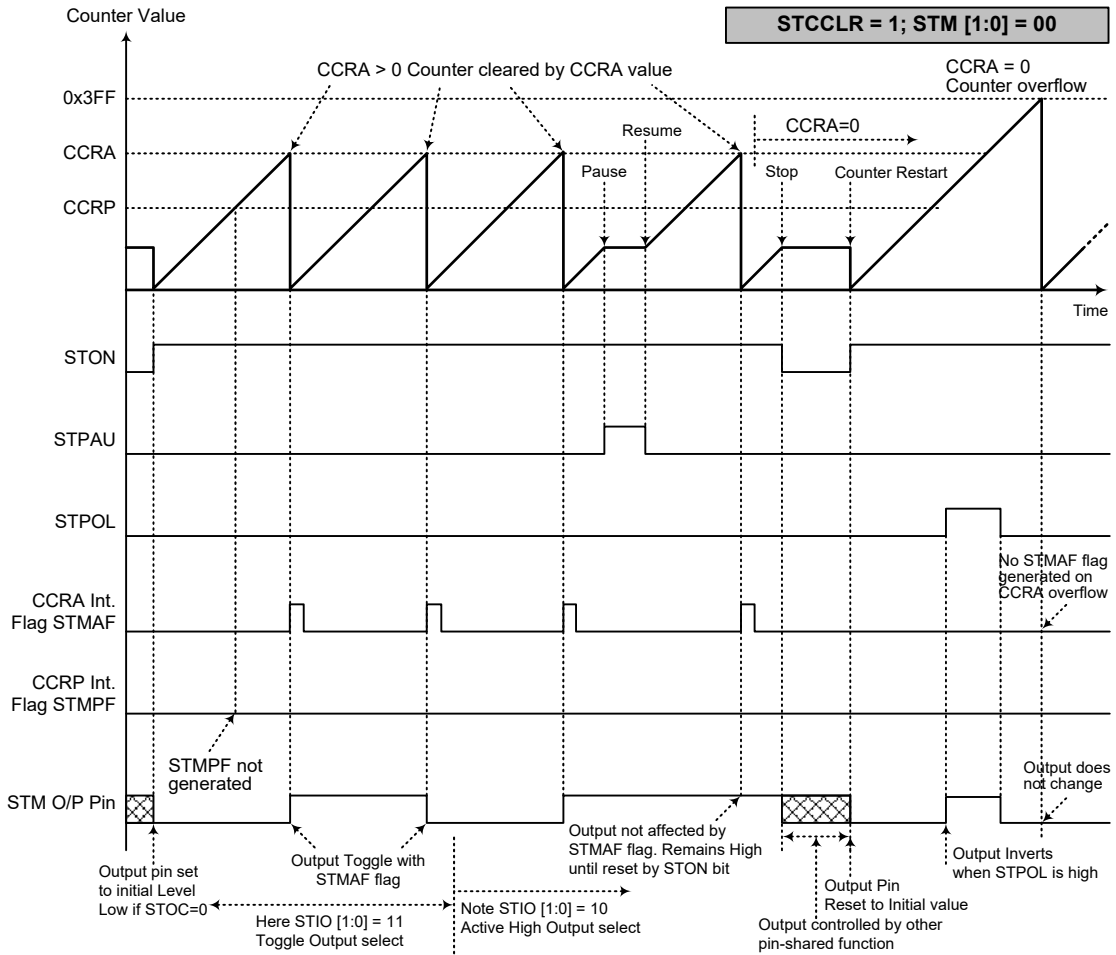 Counter Value
STCCLR = 1; STM [1:0] = 00
CCRA > 0 Counter cleared by CCRA value
CCRA = 0
Counter overflow
0x3FF
CCRA=0
Resume
CCRA
Pause
Stop
Counter Restart
CCRP
Time
STON
STPAU
STPOL
No STMAF flag
generated on
CCRA overflow
CCRA Int.
Flag STMAF
CCRP Int.
Flag STMPF
STMPF not
generated
Output does
not change
STM O/P Pin
Output pin set
to initial Level
Low if STOC=0
Output Toggle with
STMAF flag
Output not affected by
STMAF flag. Remains High
until reset by STON bit
Output Inverts
when STPOL is high
Output Pin
Reset to Initial value
Here STIO [1:0] = 11
Toggle Output select
Note STIO [1:0] = 10
Active High Output select
Output controlled by other
pin-shared function